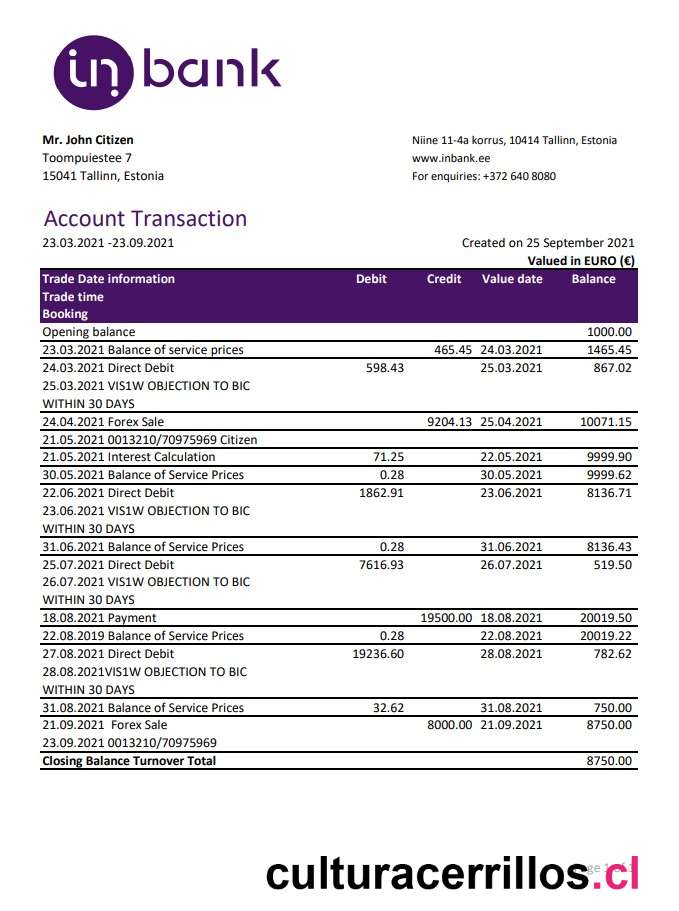 inbank
Mr. John Citizen
Toompuiestee 7
15041 Tallinn, Estonia
Niine 11-4a korrus, 10414 Tallinn, Estonia
www.inbank.ee
For enquiries: +372 640 8080
Account Transaction
23.03.2021 -23.09.2021 Created on 25 September 2021
Valued in EURO (€)
Trade Date information Debit Credit Value date Balance
Trade time
Booking
Opening balance 1000.00
23.03.2021 Balance of service prices 465.45 24.03.2021 1465.45
24.03.2021 Direct Debit 598.43 25.03.2021 867.02
25.03.2021 VIS1W OBJECTION TO BIC
WITHIN 30 DAYS
24.04.2021 Forex Sale 9204.13 25.04.2021 10071.15
21.05.2021 0013210/70975969 Citizen
21.05.2021 Interest Calculation 71.25 22.05.2021 9999.90
30.05.2021 Balance of Service Prices 0.28 30.05.2021 9999.62
22.06.2021 Direct Debit 1862.91 23.06.2021 8136.71
23.06.2021 VIS1W OBJECTION TO BIC
WITHIN 30 DAYS
31.06.2021 Balance of Service Prices 0.28 31.06.2021 8136.43
25.07.2021 Direct Debit 7616.93 26.07.2021 519.50
26.07.2021 VIS1W OBJECTION TO BIC
WITHIN 30 DAYS
18.08.2021 Payment 19500.00 18.08.2021 20019.50
22.08.2019 Balance of Service Prices 0.28 22.08.2021 20019.22
27.08.2021 Direct Debit 19236.60 28.08.2021 782.62
28.08.2021VIS1W OBJECTION TO BIC
WITHIN 30 DAYS
31.08.2021 Balance of Service Prices 32.62 31.08.2021 750.00
21.09.2021 Forex Sale 8000.00 21.09.2021 8750.00
23.09.2021 0013210/70975969
Closing Balance Turnover Total 8750.00
culturacerrillos.cl